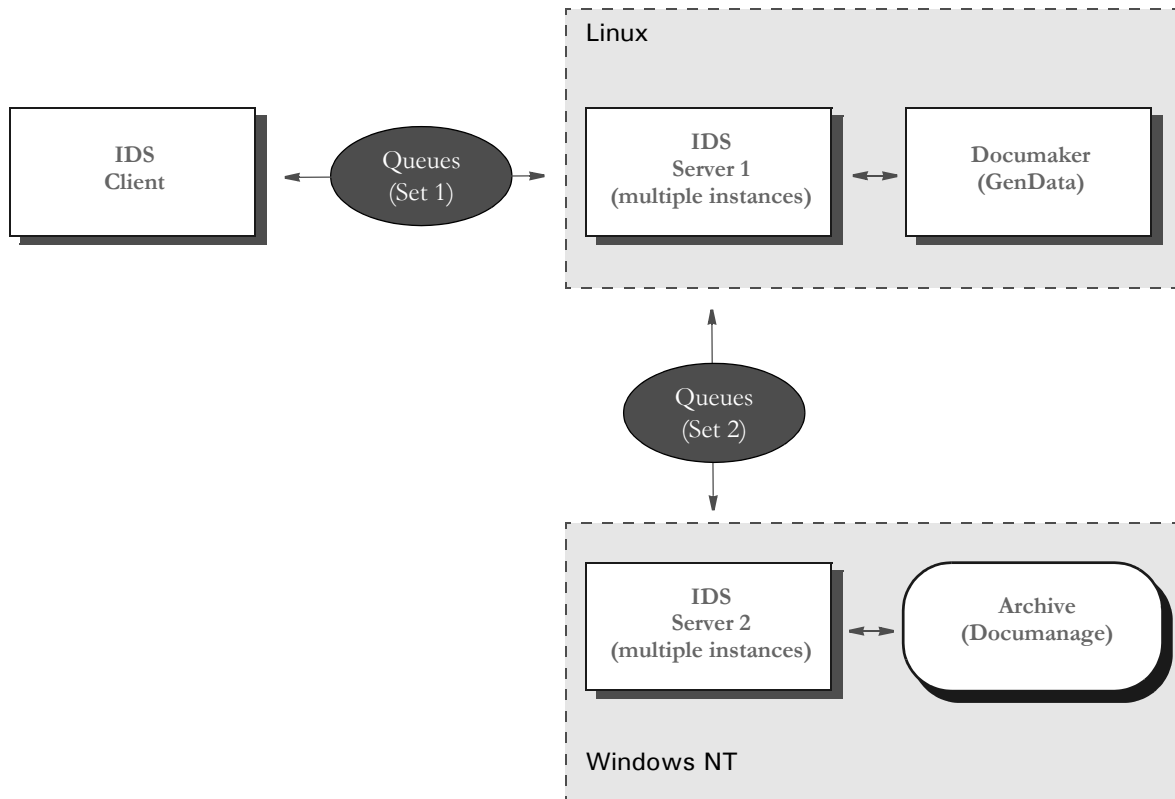 Linux
IDS
Client
Queues
(Set 1)
IDS
Server 1
(multiple instances)
Documaker
(GenData)
Queues
(Set 2)
IDS
Server 2
(multiple instances)
Archive
(Documanage)
Windows NT